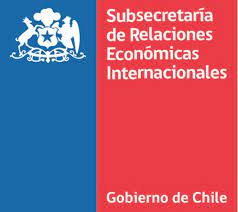 Subsecretaría
de Relaciones
Económicas
Internacionales
Gobierno de Chile